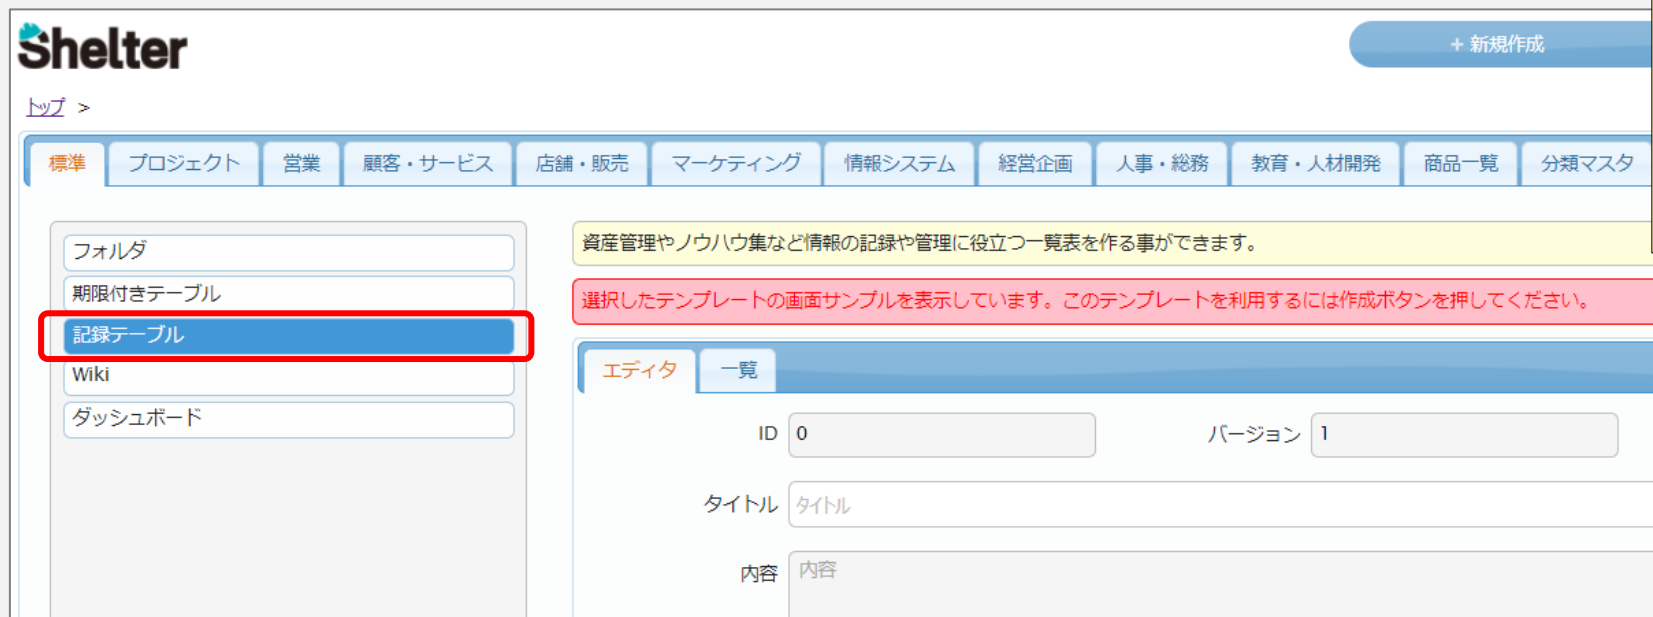 Shelter
+ 新規作成
トップ >
標準 プロジェクト 営業 顧客・サービス 店舗・販売 マーケティング 情報システム 経営企画 人事・総務 教育・人材開発 商品一覧 分類マスタ
フォルダ
期限付きテーブル
記録テーブル
Wiki
ダッシュボード
資産管理やノウハウ集など情報の記録や管理に役立つ一覧表を作る事ができます。
選択したテンプレートの画面サンプルを表示しています。このテンプレートを利用するには作成ボタンを押してください。
エディタ 一覧
ID 0 バージョン 1
タイトル タイトル
内容 内容